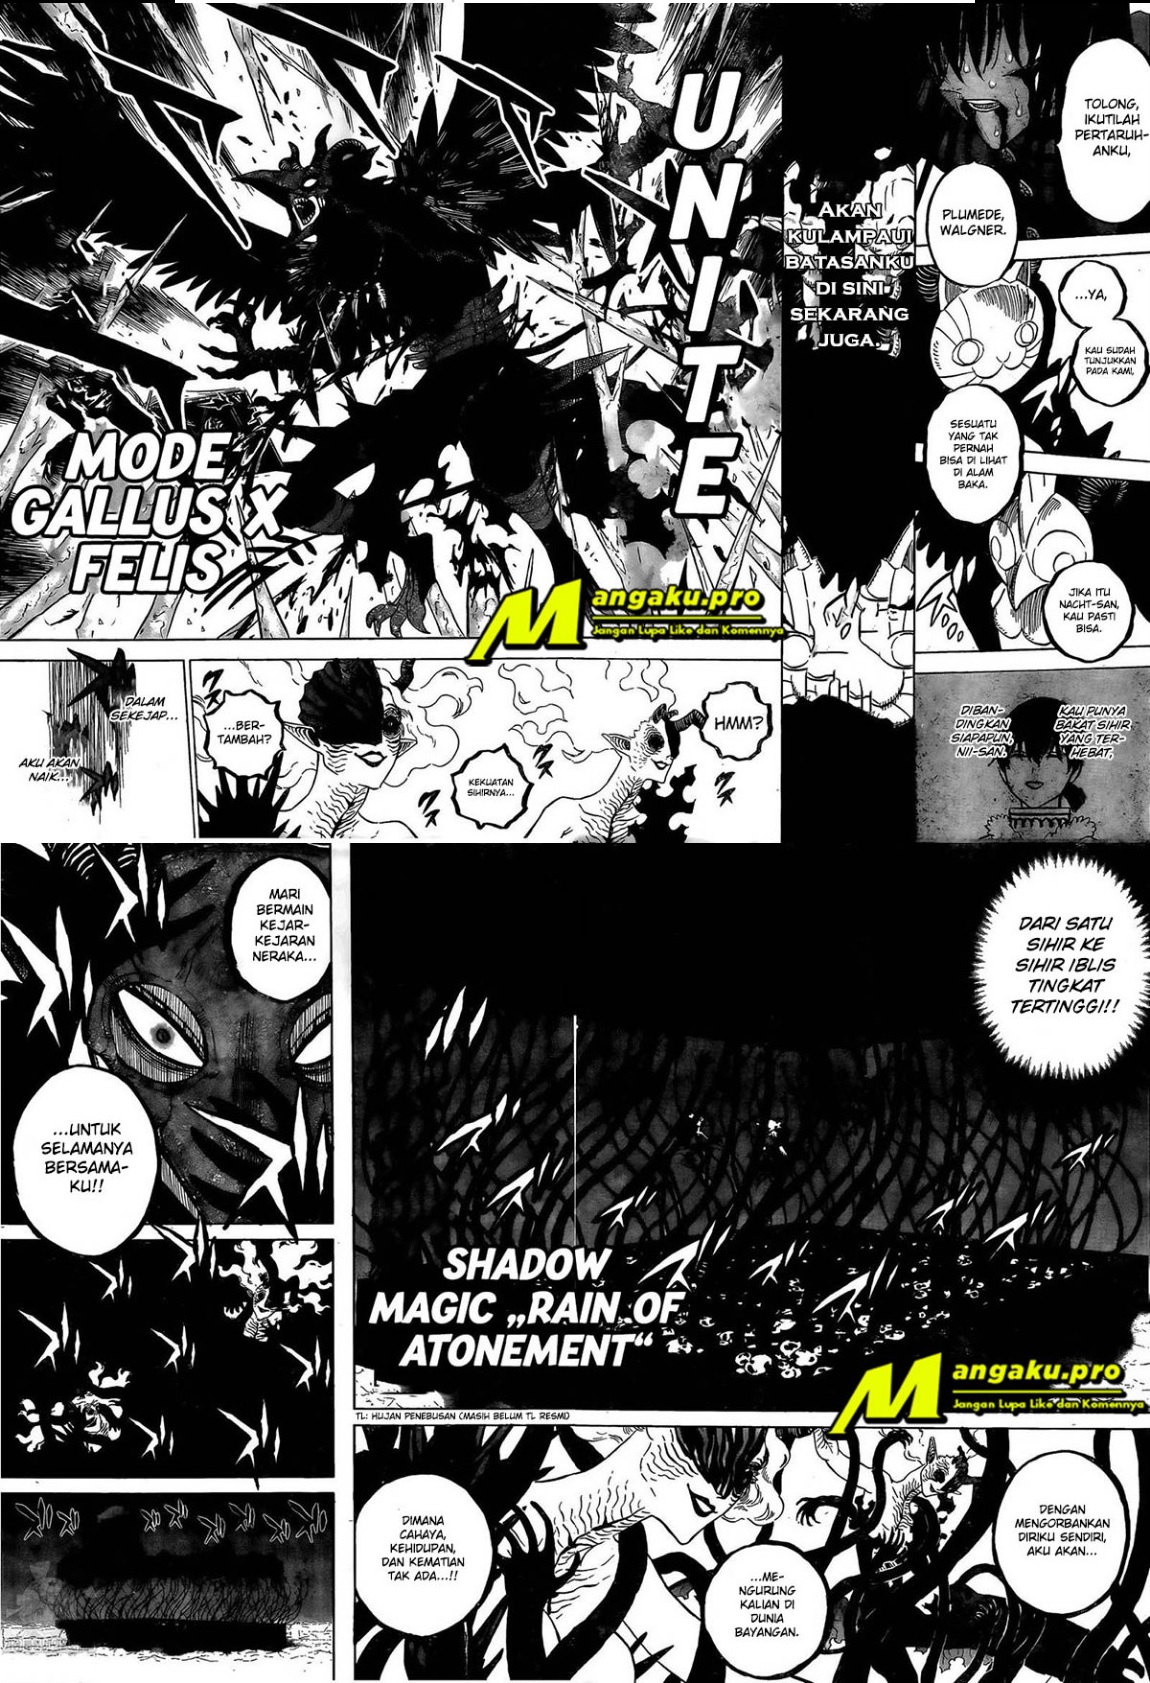 TOLONG,
IKUTILAH
PERTARUH-
ANKU,
PLUMEDE,
WALGNER.
...YA,
KAU SUDAH
TUNJUKKAN
PADA KAMI,
SESUATU
YANG TAK
PERNAH
BISA DI LIHAT
DI ALAM
BAKA.
JIKA ITU
NACHT-SAN,
KAU PASTI
BISA.
KAU PUNYA
BAKAT SIHIR
YANG TER-
HEBAT,
DIBAN-
DINGKAN
SIAPAPUN,
NII-SAN.
AKAN
KULAMPAUI
BATASANKU
DI SINI
SEKARANG
JUGA.
UNITE
MODE
GALLUS X
FELIS
Mangaku.pro
Jangan Lupa Like dan Komennya
HMM?
KEKUATAN
SIHIRNYA...
...BER-
TAMBAH?
DALAM
SEKEJAP...
AKU AKAN
NAIK...
DARI SATU
SIHIR KE
SIHIR IBLIS
TINGKAT
TERTINGGI!!
SHADOW
MAGIC „RAIN OF
ATONEMENT“
Mangaku.pro
Jangan Lupa Like dan Komennya
TL: HUJAN PENEBUSAN (MASIH BELUM TL RESMI)
DENGAN
MENGORBANKAN
DIRIKU SENDIRI,
AKU AKAN...
...ME-
NGURUNG
KALIAN DI
DUNIA
BAYANGAN.
DIMANA
CAHAYA,
KEHIDUPAN,
DAN KEMATIAN
TAK ADA...!!
MARI
BERMAIN
KEJAR-
KEJARAN
NERAKA...
...UNTUK
SELAMANYA
BERSAMA-
KU!!